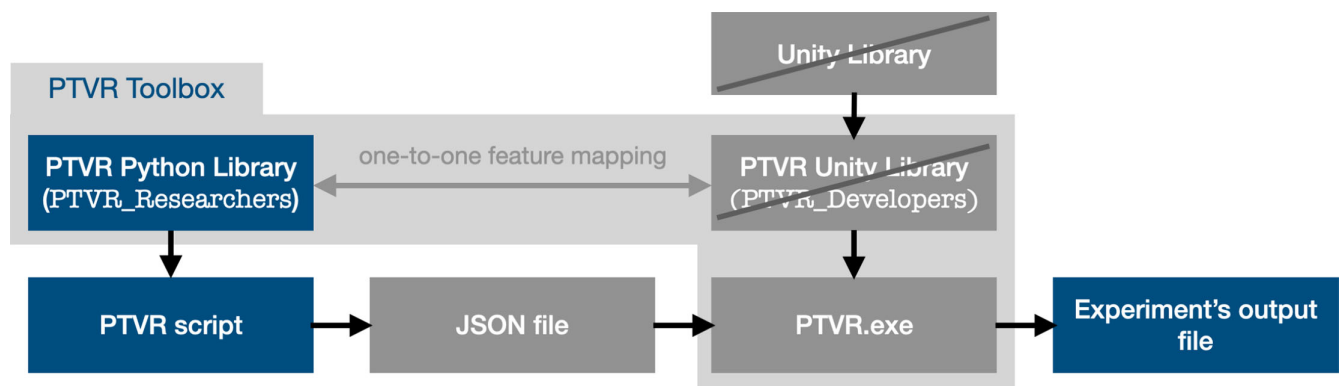 Unity Library
PTVR Toolbox
PTVR Python Library
(PTVR_Researchers)
one-to-one feature mapping
PTVR Unity Library
(PTVR_Developers)
PTVR script
JSON file
PTVR.exe
Experiment's output
file